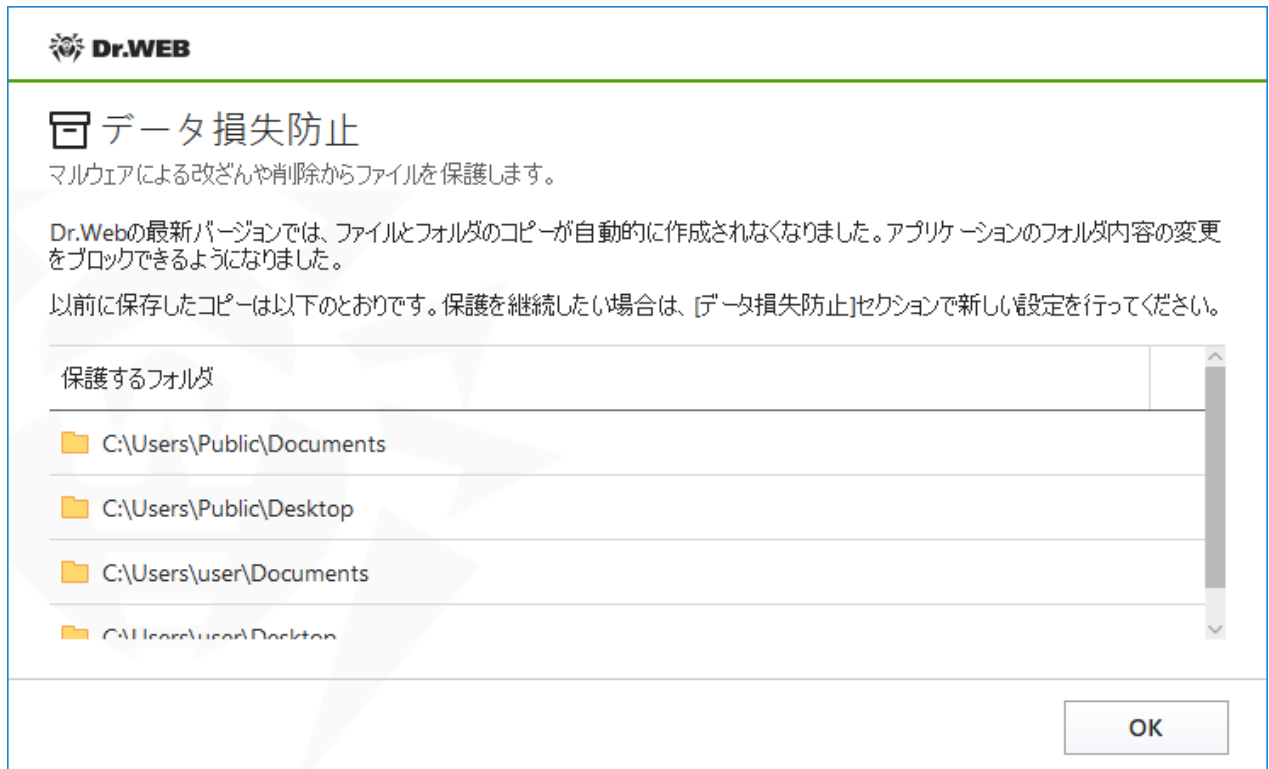 Dr.WEB
データ損失防止
マルウェアによる改ざんや削除からファイルを保護します。
Dr.Webの最新バージョンでは、ファイルとフォルダのコピーが自動的に作成されなくなりました。アプリケーションのフォルダ内容の変更
をブロックできるようになりました。
以前に保存したコピーは以下のとおりです。保護を継続したい場合は、[データ損失防止]セクションで新しい設定を行ってください。
保護するフォルダ
C:\Users\Public\Documents
C:\Users\Public\Desktop
C:\Users\user\Documents
C:\Users\user\Desktop
OK